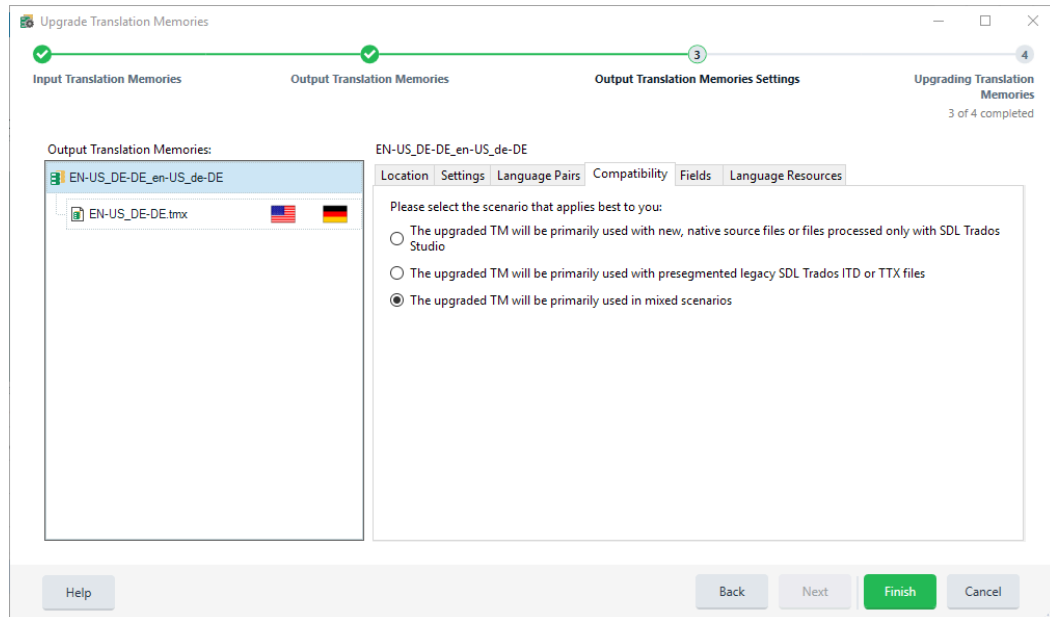 Upgrade Translation Memories
3
4
Input Translation Memories
Output Translation Memories
Output Translation Memories Settings
Upgrading Translation
Memories
3 of 4 completed
Output Translation Memories:
EN-US_DE-DE_en-US_de-DE
EN-US_DE-DE.tmx
EN-US_DE-DE_en-US_de-DE
Location Settings Language Pairs Compatibility Fields Language Resources
Please select the scenario that applies best to you:
The upgraded TM will be primarily used with new, native source files or files processed only with SDL Trados
Studio
The upgraded TM will be primarily used with presegmented legacy SDL Trados ITD or TTX files
The upgraded TM will be primarily used in mixed scenarios
Help
Back
Next
Finish
Cancel